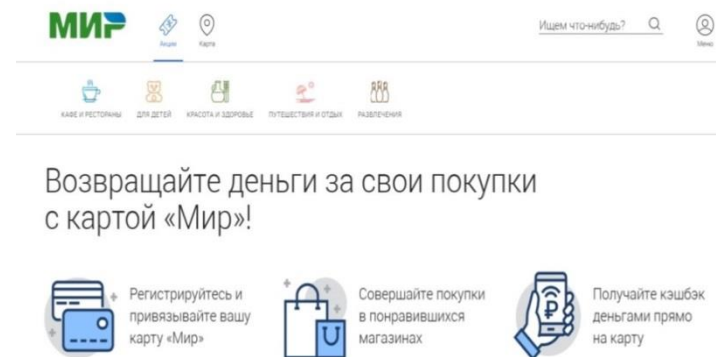 МИР
Ищем что-нибудь?
Акции
Карта
Меню
КАФЕ И РЕСТОРАНЫ
ДЛЯ ДЕТЕЙ
КРАСОТА И ЗДОРОВЬЕ
ПУТЕШЕСТВИЯ И ОТДЫХ
РАЗВЛЕЧЕНИЯ
Возвращайте деньги за свои покупки
с картой «Мир»!
Регистрируйтесь и
привязывайте вашу
карту «Мир»
Совершайте покупки
в понравившихся
магазинах
₽
Получайте кэшбэк
деньгами прямо
на карту